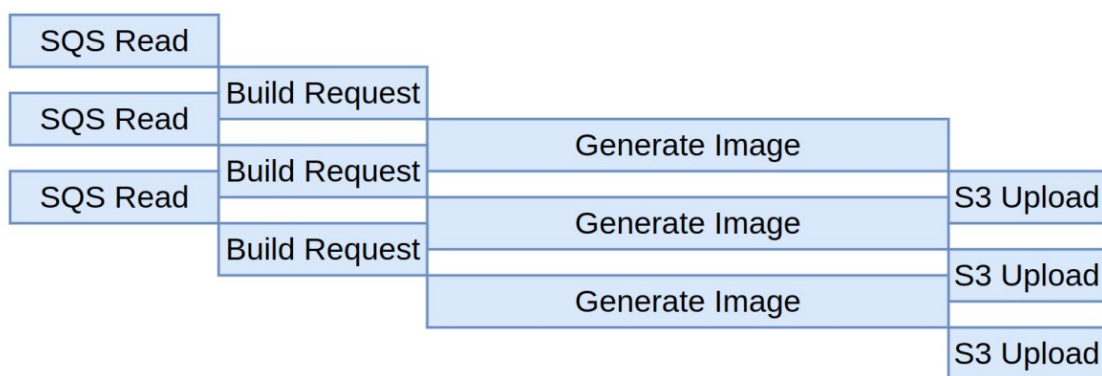 SQS Read
Build Request
SQS Read
Generate Image
Build Request
SQS Read
S3 Upload
Generate Image
Build Request
S3 Upload
Generate Image
S3 Upload